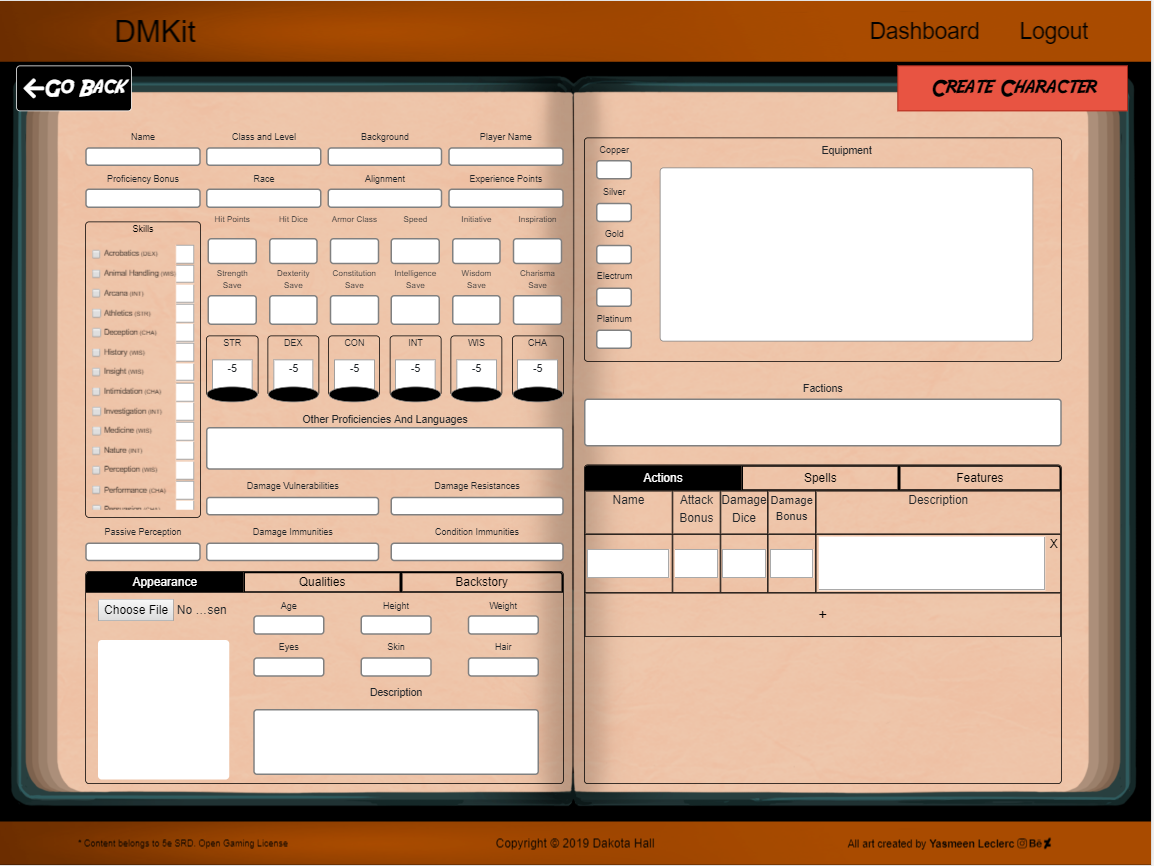 DMKit
Dashboard
Logout
GO BACK
CREATE CHARACTER
Name Class and Level Background Player Name
Proficiency Bonus Race Alignment Experience Points
Skills
Acrobatics (DEX)
Animal Handling (WIS)
Arcana (INT)
Athletics (STR)
Deception (CHA)
History (WIS)
Insight (WIS)
Intimidation (CHA)
Investigation (INT)
Medicine (WIS)
Nature (INT)
Perception (WIS)
Performance (CHA)
Hit Points Hit Dice Armor Class Speed Initiative Inspiration
Strength Dexterity Constitution Intelligence Wisdom Charisma
Save Save Save Save Save Save
STR DEX CON INT WIS CHA
-5 -5 -5 -5 -5 -5
Other Proficiencies And Languages
Damage Vulnerabilities Damage Resistances
Passive Perception Damage Immunities Condition Immunities
Appearance Qualities Backstory
Choose File No ...sen
Age Height Weight
Eyes Skin Hair
Description
Copper
Silver
Gold
Electrum
Platinum
Equipment
Factions
Actions Spells Features
Name Attack Damage Damage Description
Bonus Dice Bonus
X
+
* Content belongs to 5e SRD. Open Gaming License
Copyright © 2019 Dakota Hall
All art created by Yasmeen Leclerc Bē